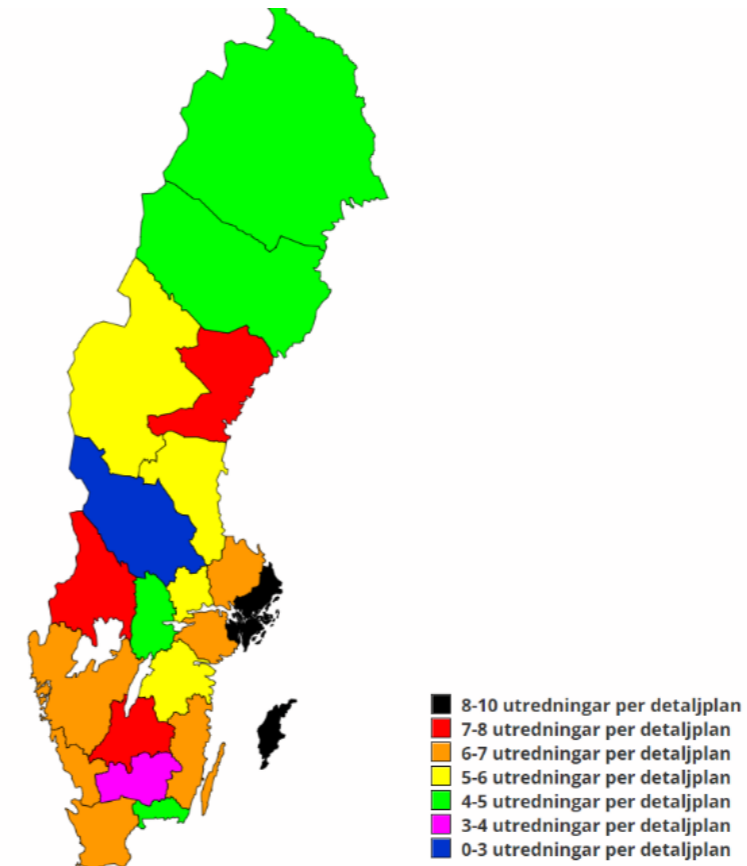 8-10 utredningar per detaljplan
7-8 utredningar per detaljplan
6-7 utredningar per detaljplan
5-6 utredningar per detaljplan
4-5 utredningar per detaljplan
3-4 utredningar per detaljplan
0-3 utredningar per detaljplan